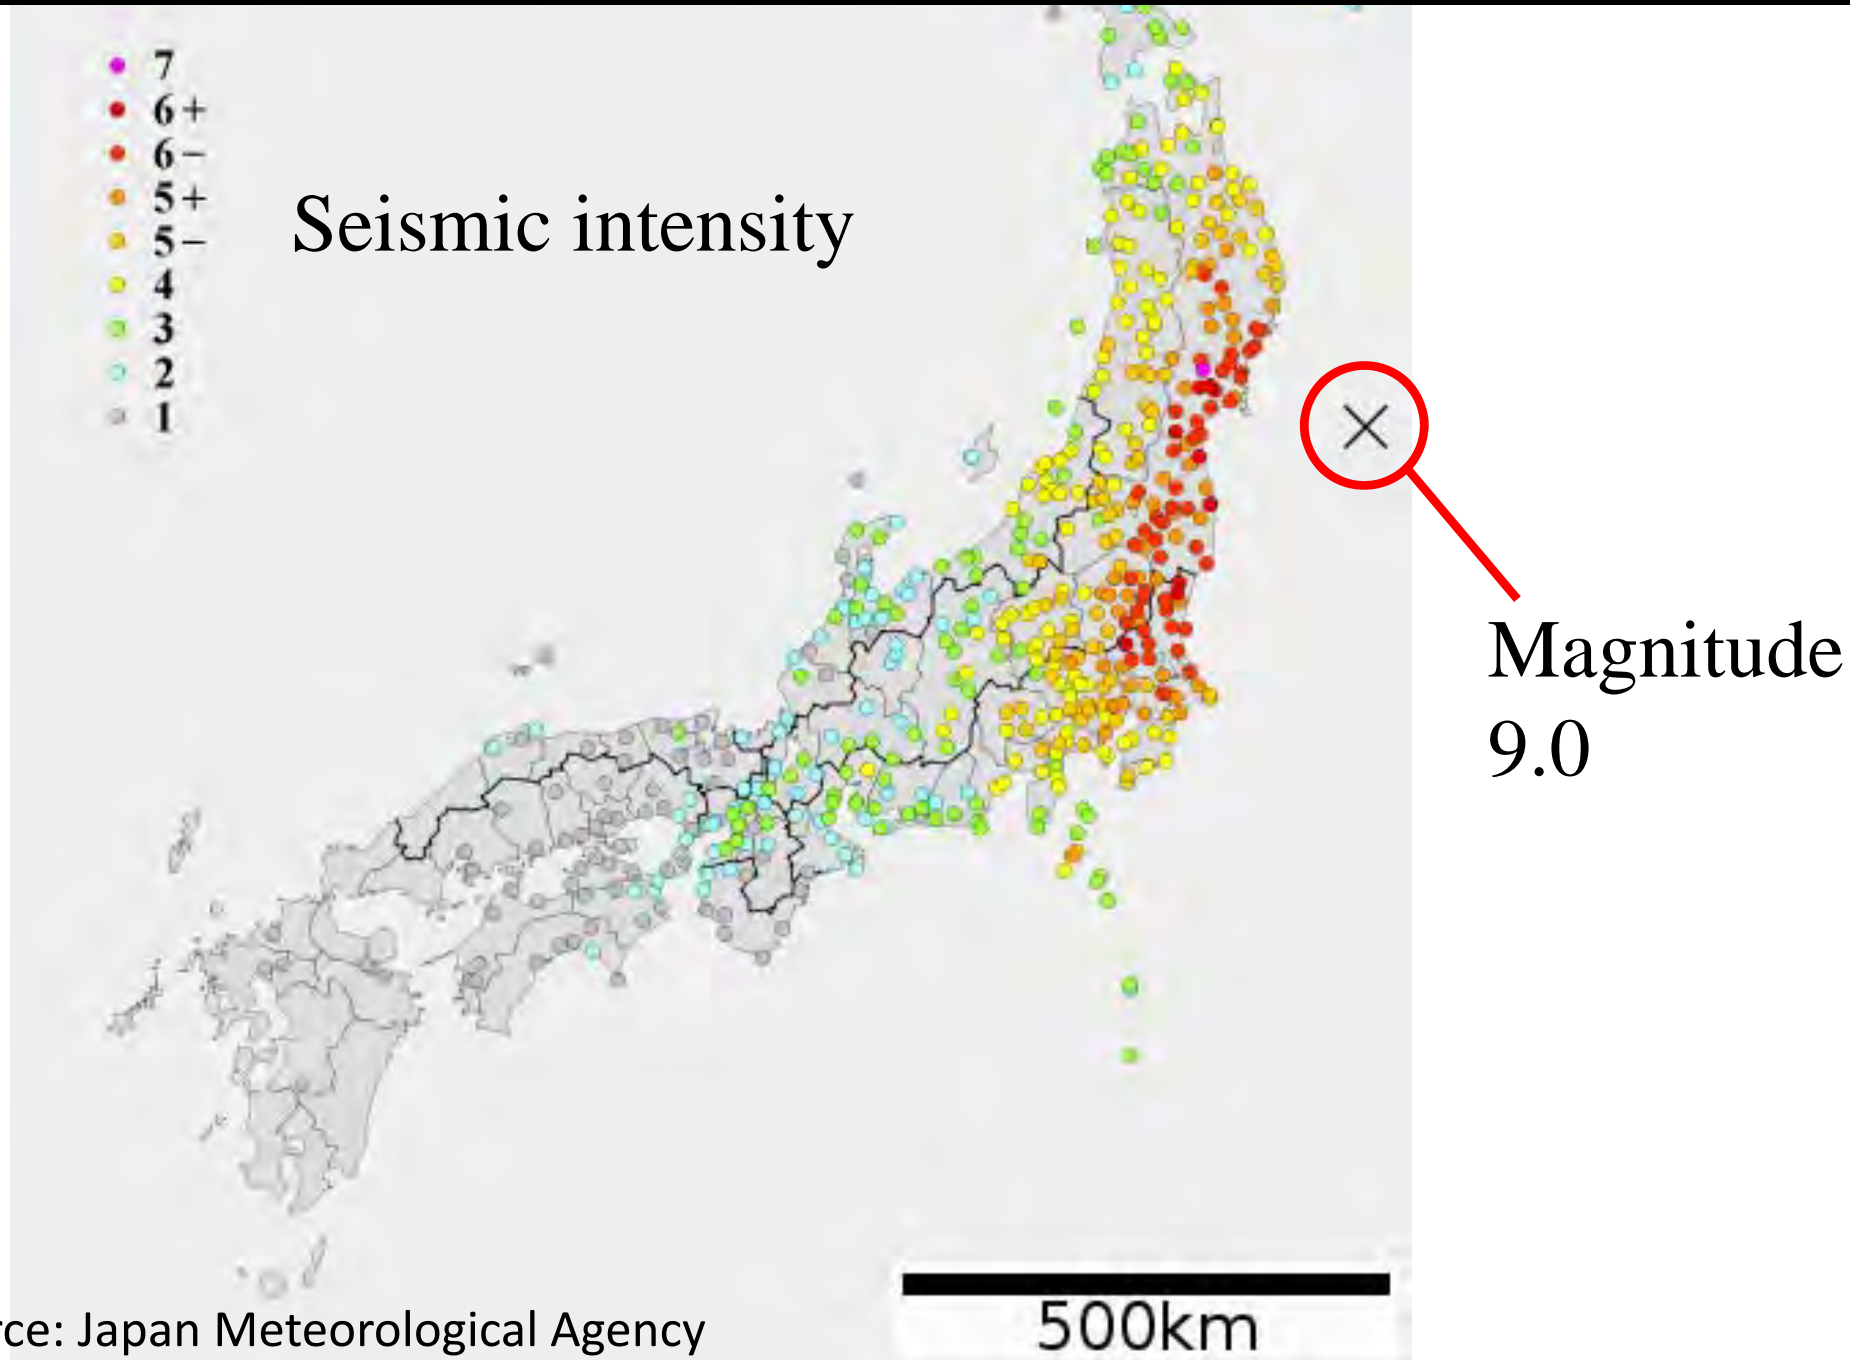 7
6+
6−
5+
5−
4
3
2
1
Seismic intensity
Magnitude
9.0
500km
rce: Japan Meteorological Agency